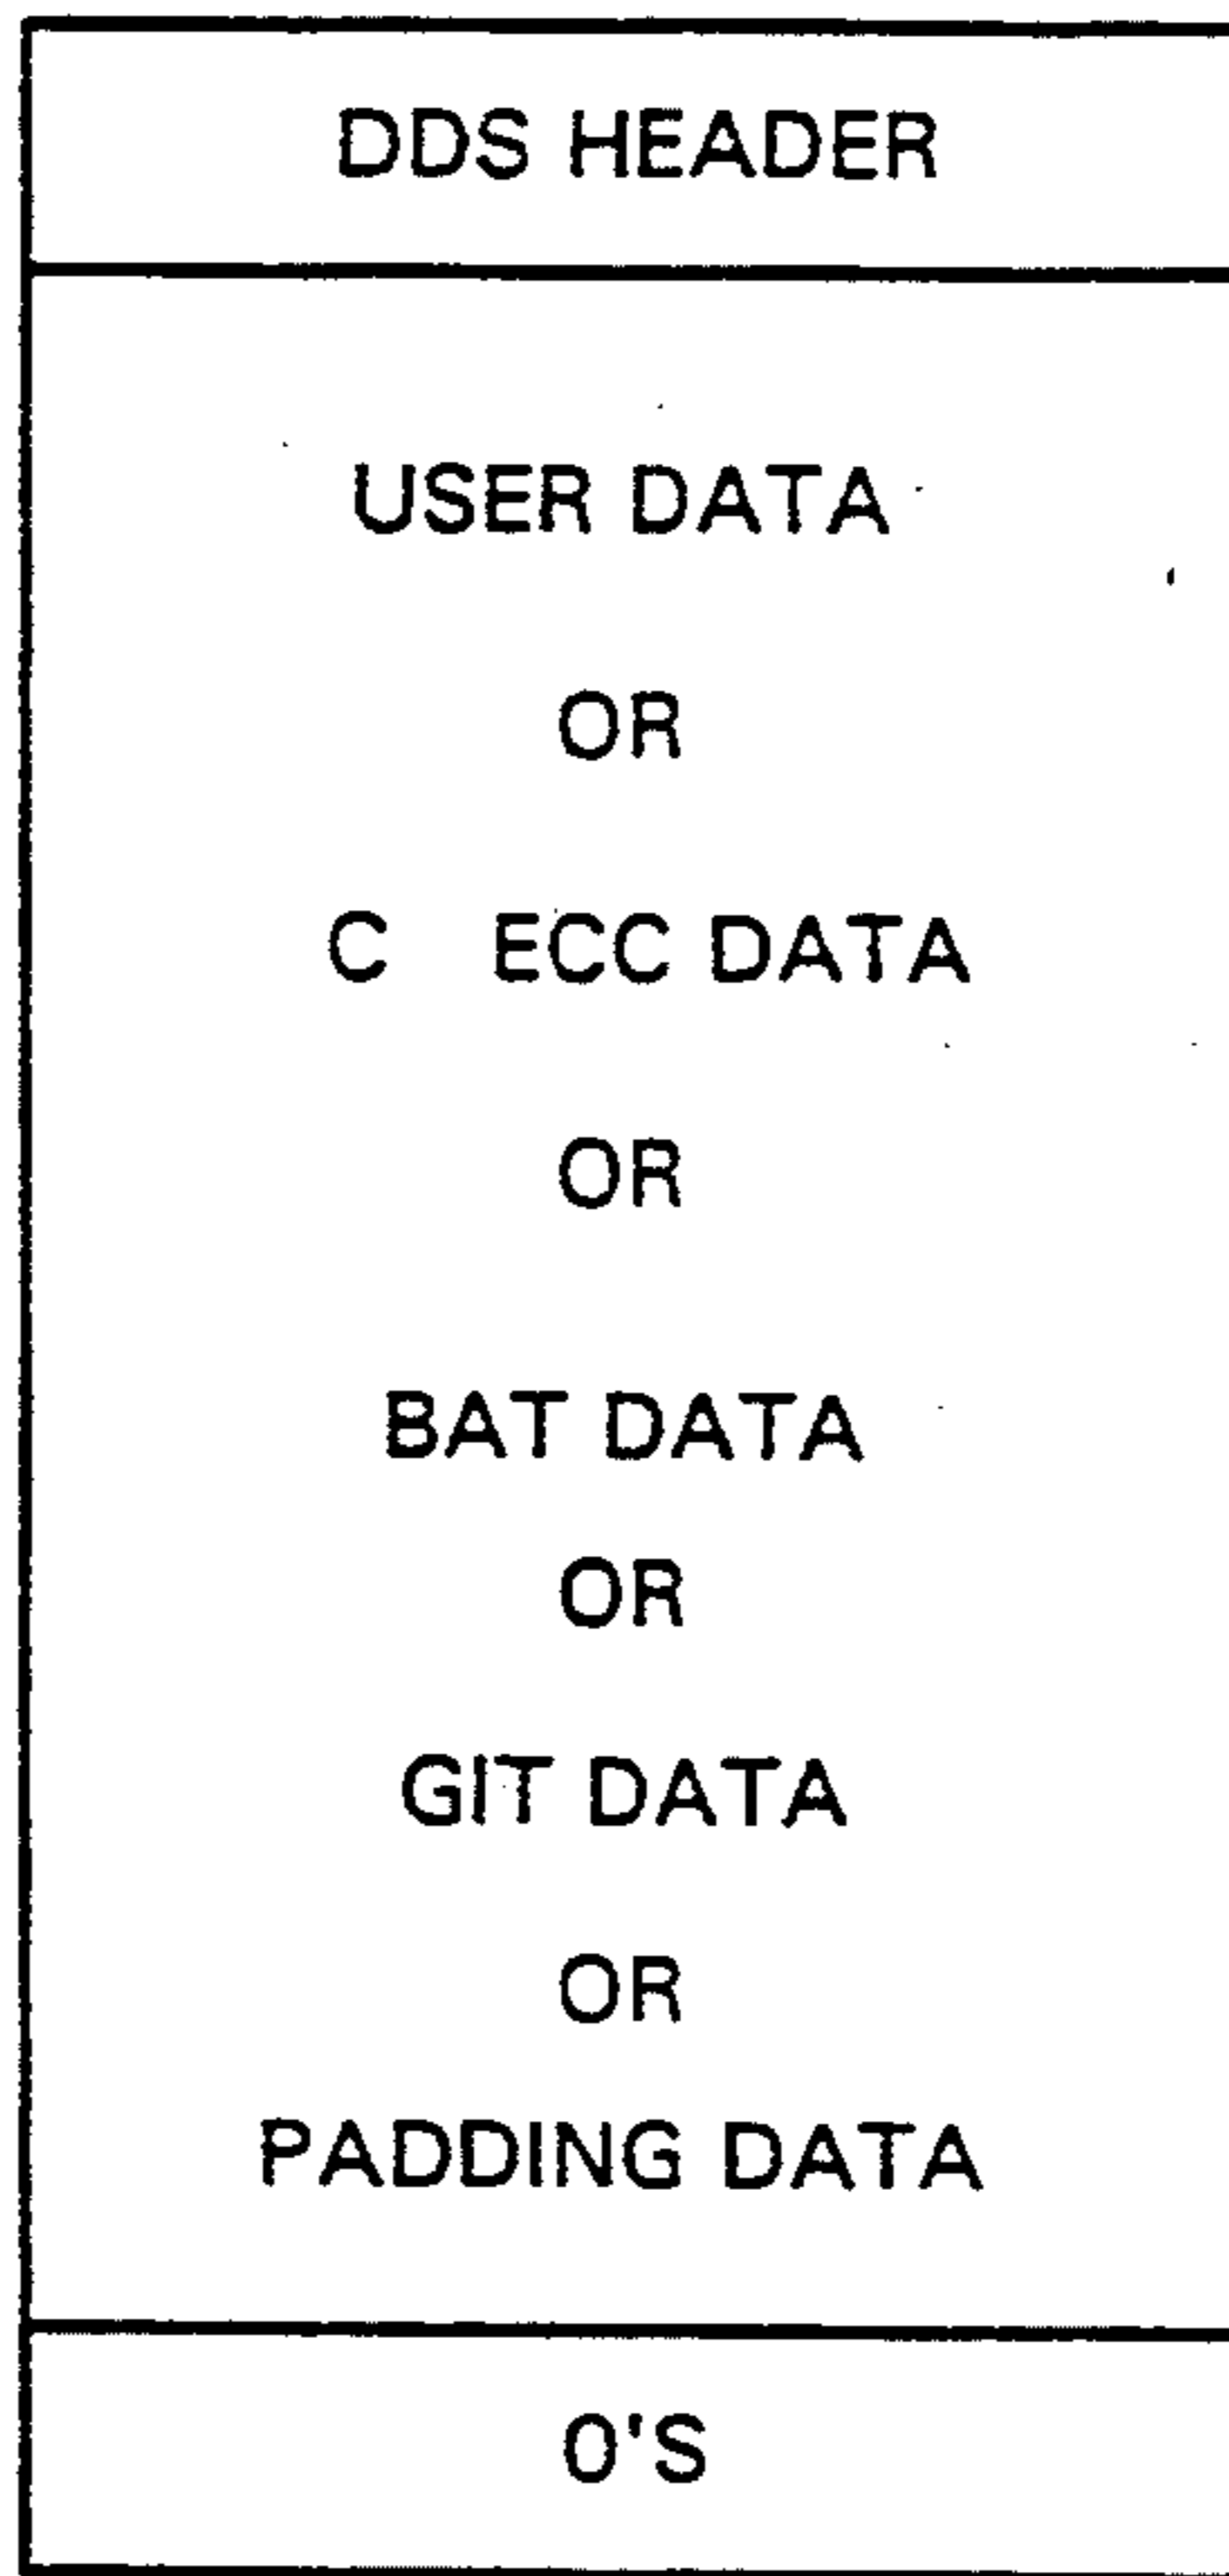 DDS HEADER
USER DATA
OR
C ECC DATA
OR
BAT DATA
OR
GIT DATA
OR
PADDING DATA
0'S